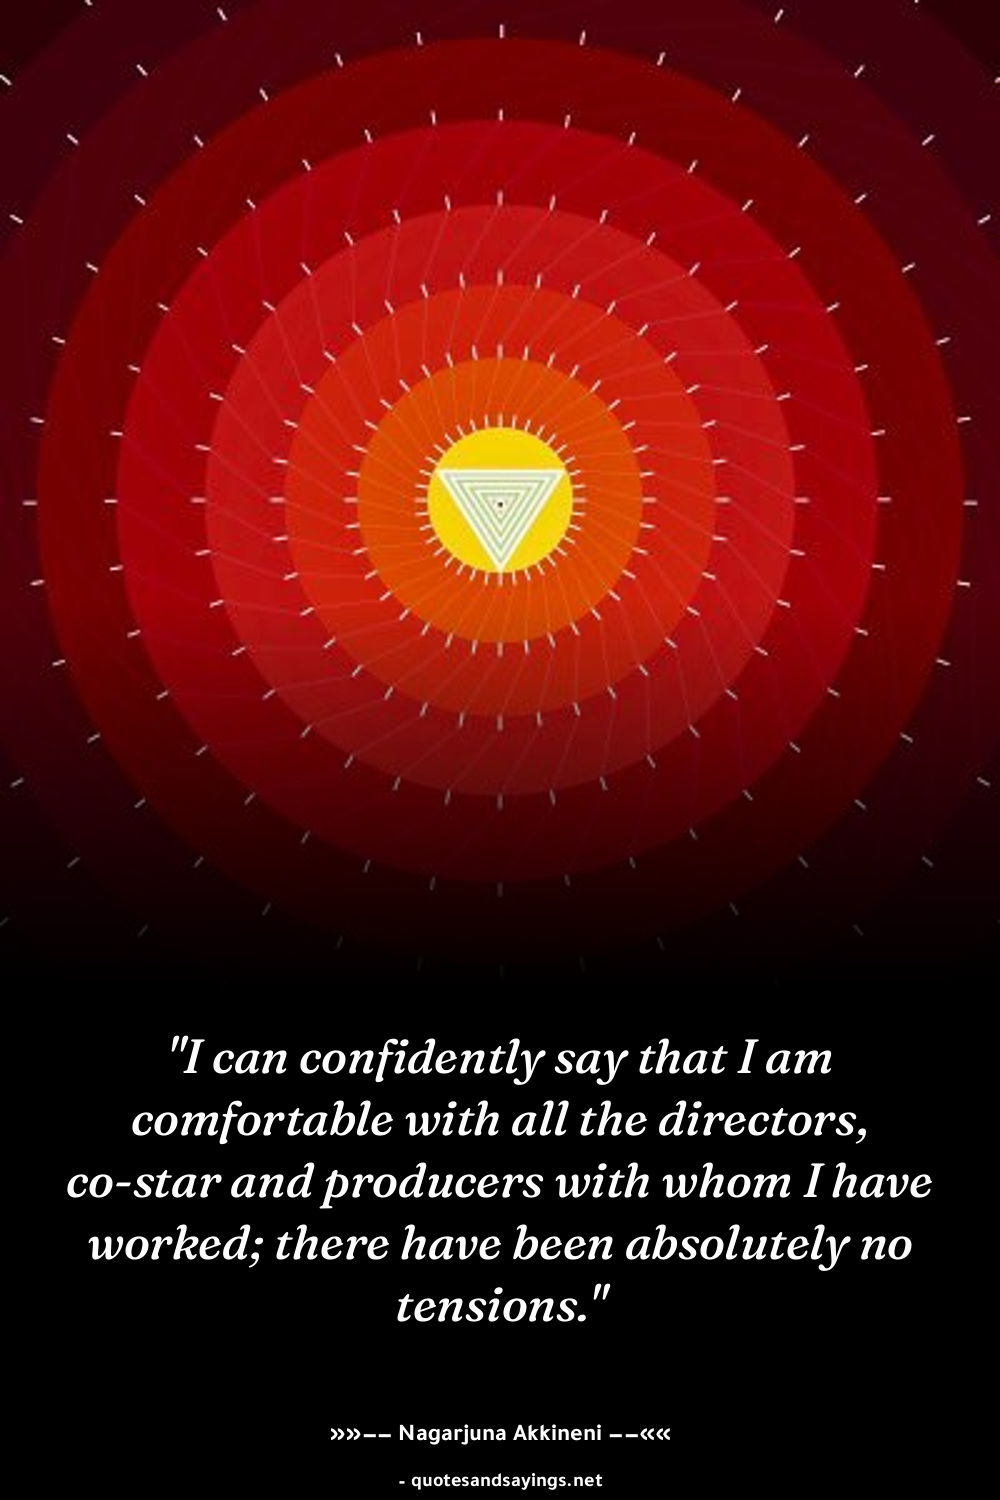 "I can confidently say that I am
comfortable with all the directors,
co-star and producers with whom I have
worked; there have been absolutely no
tensions."
»»–– Nagarjuna Akkineni ––««
- quotesandsayings.net